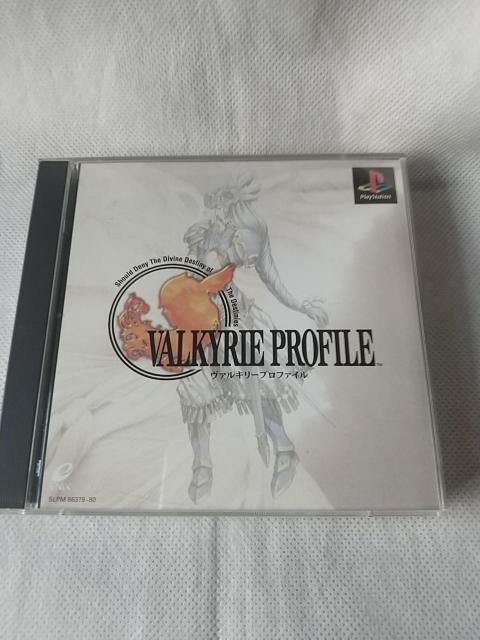 PlayStation
Should Deny The Divine Destiny of
The Destinies
VALKYRIE PROFILE
TM
ヴァルキリープロファイル
SLPM 86379~80